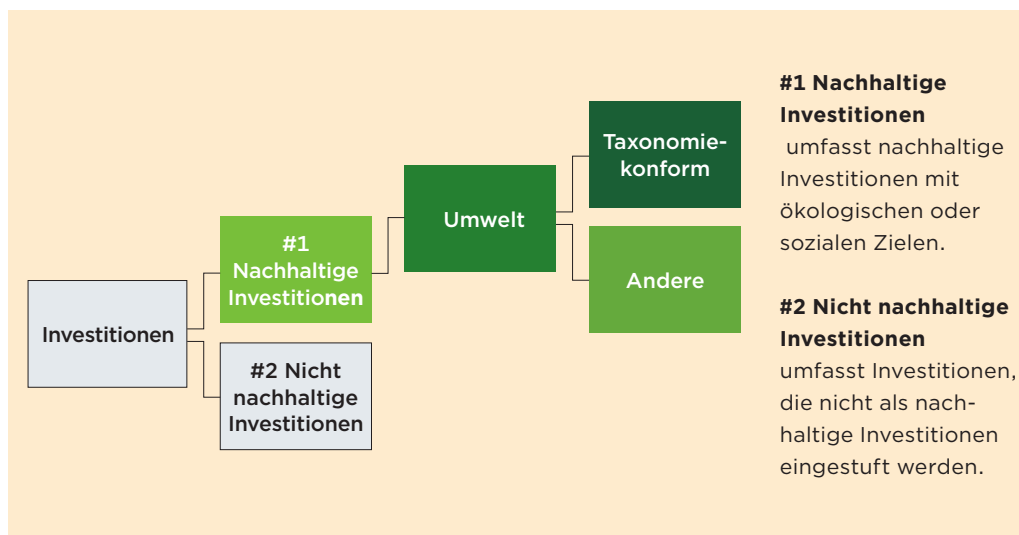 Investitionen
#1
Nachhaltige
Investitionen
#2 Nicht
nachhaltige
Investitionen
Umwelt
Taxonomie-
konform
Andere
#1 Nachhaltige
Investitionen
umfasst nachhaltige
Investitionen mit
ökologischen oder
sozialen Zielen.
#2 Nicht nachhaltige
Investitionen
umfasst Investitionen,
die nicht als nach-
haltige Investitionen
eingestuft werden.